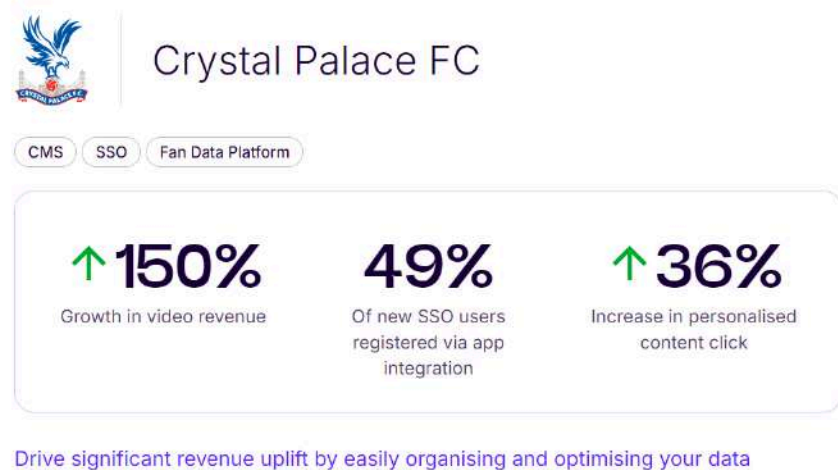 CRYSTAL PALACE F.C.
Crystal Palace FC
CMS
SSO
Fan Data Platform
↑150%
49%
↑36%
Growth in video revenue
Of new SSO users
registered via app
integration
Increase in personalised
content click
Drive significant revenue uplift by easily organising and optimising your data